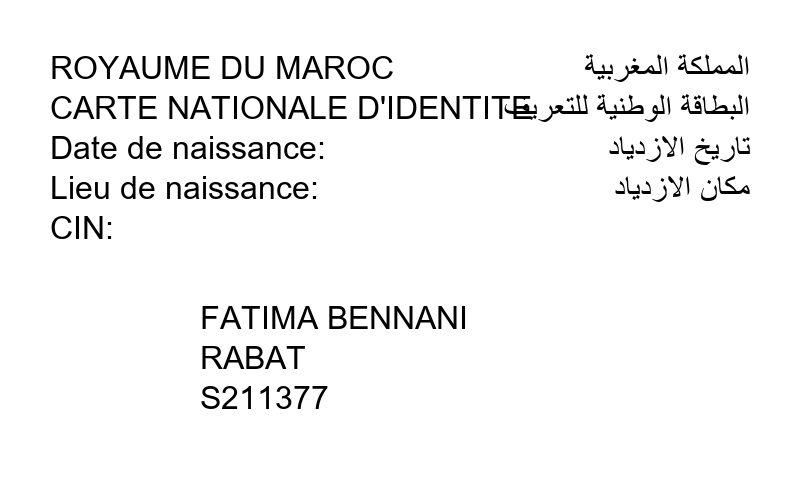 ROYAUME DU MAROC المملكة المغربية
CARTE NATIONALE D'IDENTITE البطاقة الوطنية للتعريف
Date de naissance: تاريخ الازدياد
Lieu de naissance: مكان الازدياد
CIN:
FATIMA BENNANI
RABAT
S211377